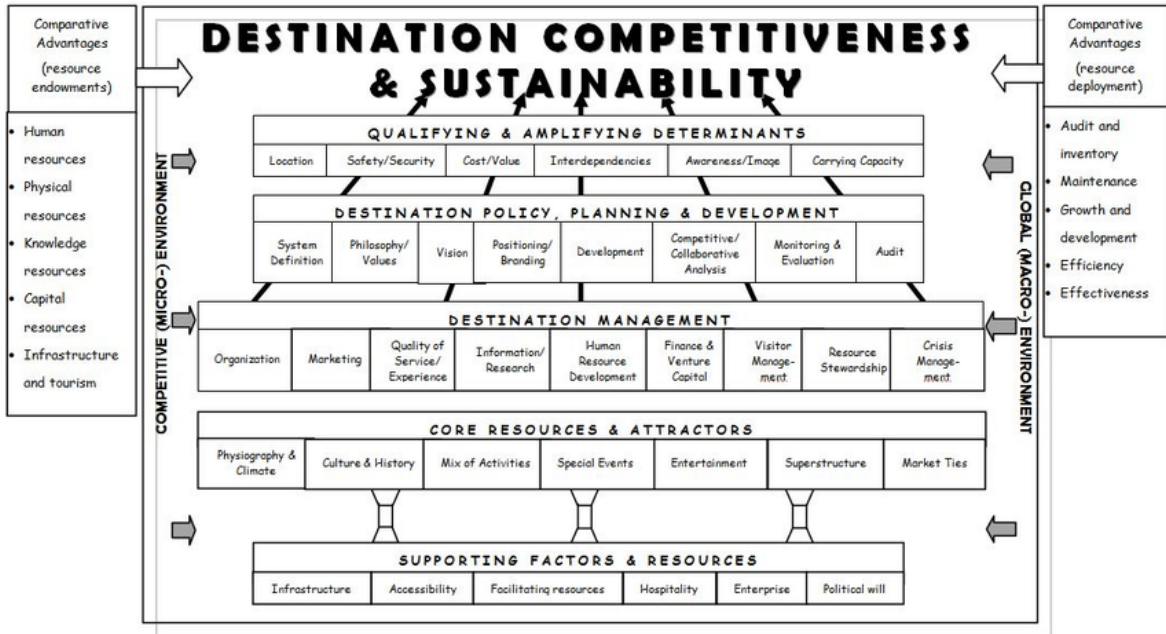 Comparative
Advantages
(resource
endowments)
Human
resources
Physical
resources
Knowledge
resources
Capital
resources
Infrastructure
and tourism
DESTINATION COMPETITIVENESS
& SUSTAINABILITY
COMPETITIVE (MICRO-) ENVIRONMENT
QUALIFYING & AMPLIFYING DETERMINANTS
Location
Safety/Security
Cost/Value
Interdependencies
Awareness/Image
Carrying Capacity
DESTINATION POLICY, PLANNING & DEVELOPMENT
System
Definition
Philosophy/
Values
Vision
Positioning/
Branding
Development
Competitive/
Collaborative
Analysis
Monitoring &
Evaluation
Audit
DESTINATION MANAGEMENT
Organization
Marketing
Quality of
Service/
Experience
Information/
Research
Human
Resource
Development
Finance &
Venture
Capital
Visitor
Manage-
ment
Resource
Stewardship
Crisis
Manage-
ment
CORE RESOURCES & ATTRACTORS
Physiography &
Climate
Culture & History
Mix of Activities
Special Events
Entertainment
Superstructure
Market Ties
SUPPORTING FACTORS & RESOURCES
Infrastructure
Accessibility
Facilitating resources
Hospitality
Enterprise
Political will
GLOBAL (MACRO-) ENVIRONMENT
Comparative
Advantages
(resource
deployment)
Audit and
inventory
Maintenance
Growth and
development
Efficiency
Effectiveness